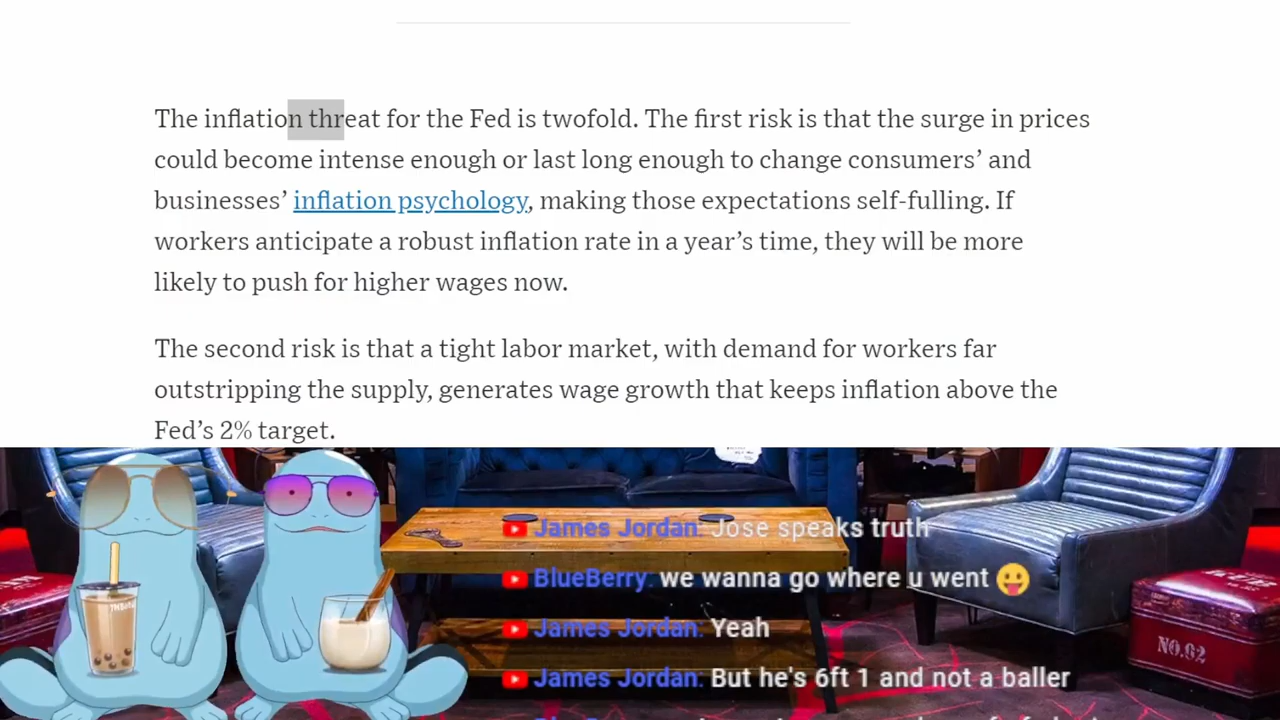 The inflation threat for the Fed is twofold. The first risk is that the surge in prices
could become intense enough or last long enough to change consumers’ and
businesses’ inflation psychology, making those expectations self-fulling. If
workers anticipate a robust inflation rate in a year’s time, they will be more
likely to push for higher wages now.
The second risk is that a tight labor market, with demand for workers far
outstripping the supply, generates wage growth that keeps inflation above the
Fed’s 2% target.
James Jordan: Jose speaks truth
BlueBerry: we wanna go where u went 😛
James Jordan: Yeah
James Jordan: But he's 6ft 1 and not a baller
NO.62